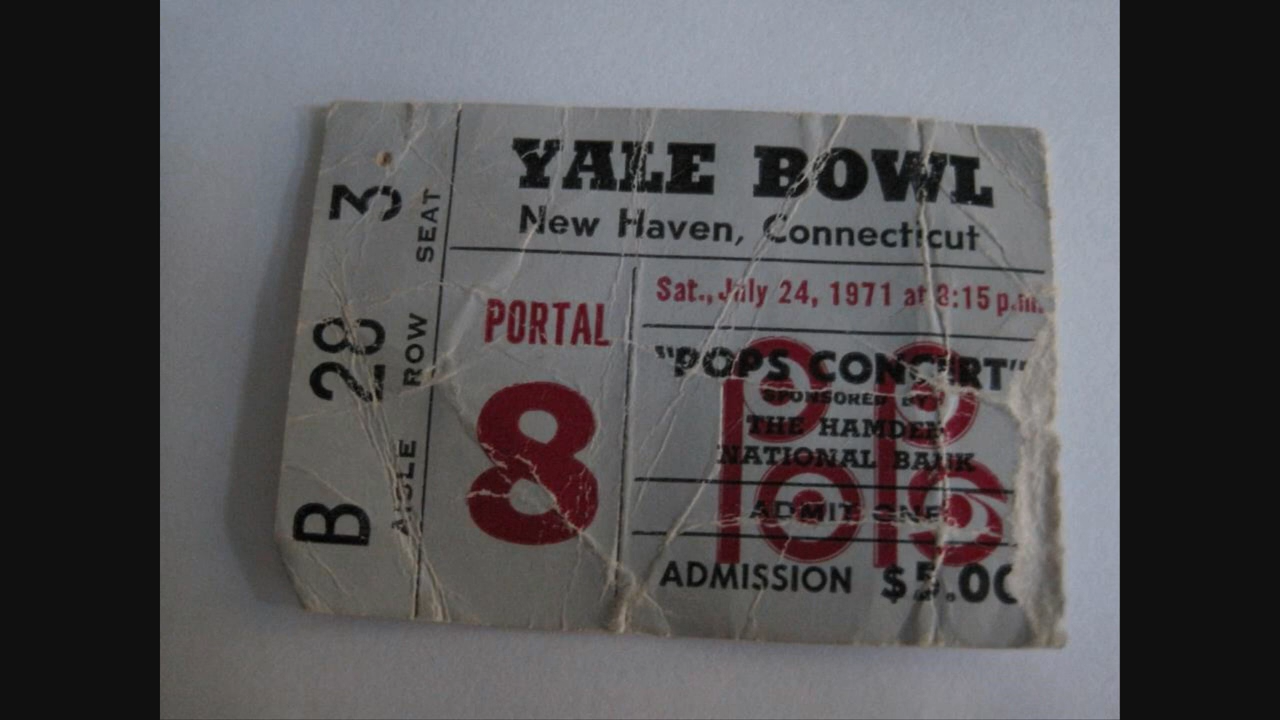 YALE BOWL
New Haven, Connecticut
Sat., July 24, 1971 at 8:15 p.m.
PORTAL
8
"POPS CONCERT"
SPONSORED BY
THE HAMDEN
NATIONAL BANK
ADMIT ONE
ADMISSION $5.00
POPS
B 28 3
AISLE ROW SEAT